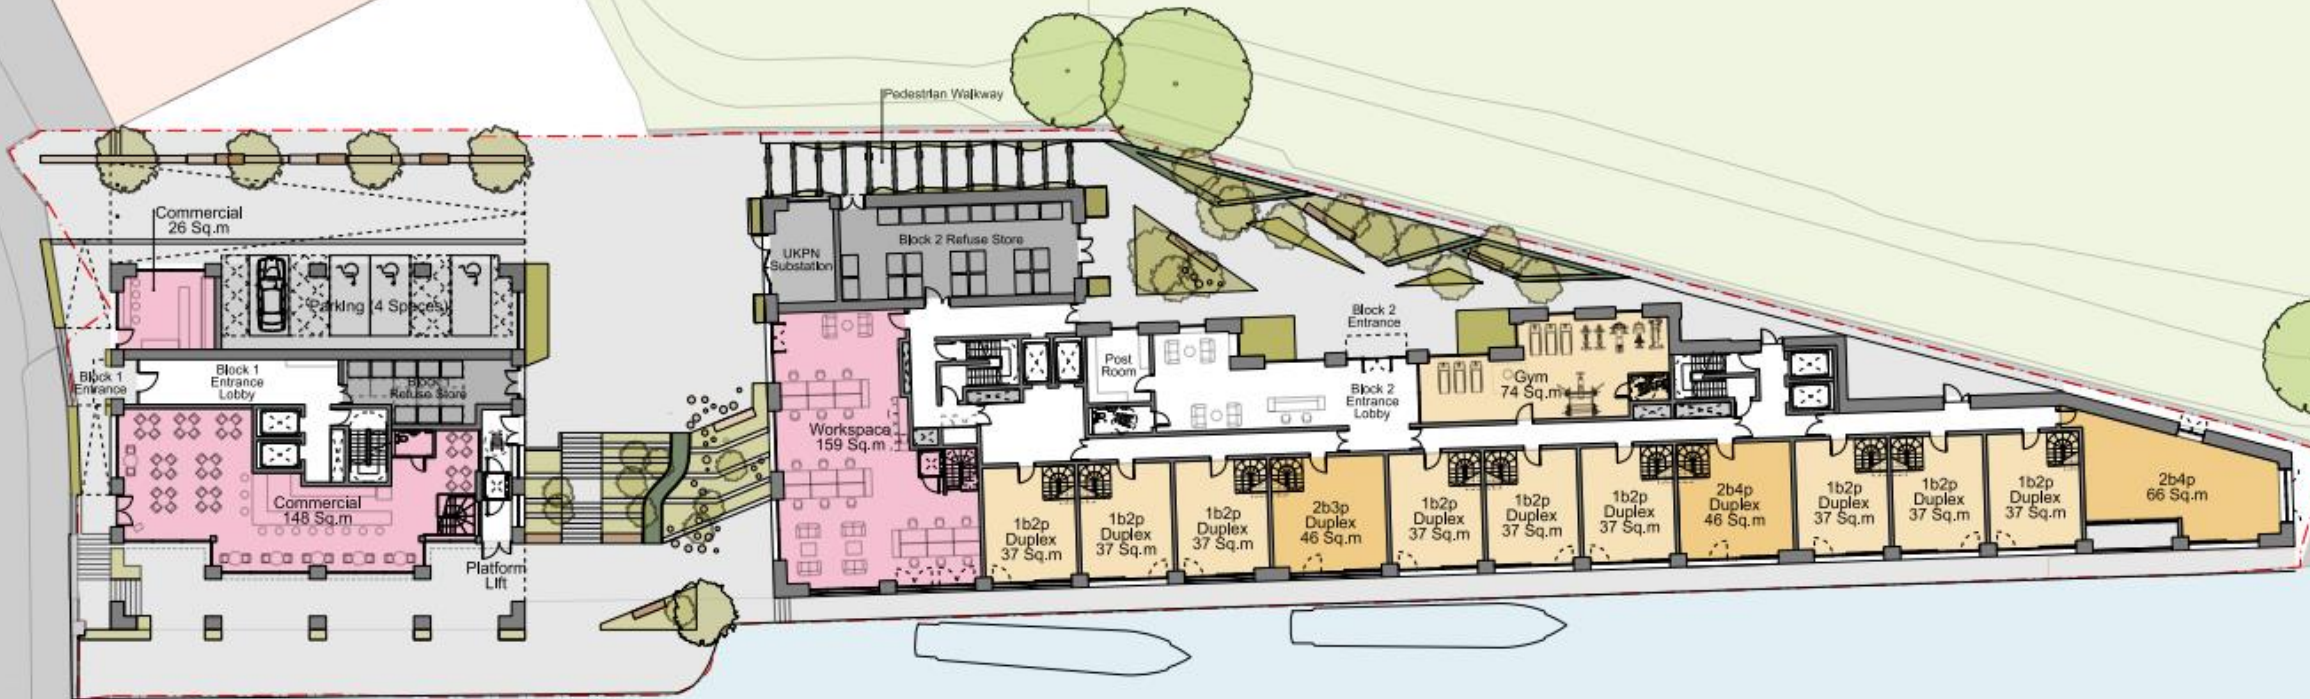 Pedestrian Walkway
Commercial
26 Sq.m
Parking (4 Spaces)
Block 1
Entrance
Block 1
Entrance
Lobby
Block 1
Refuse Store
Commercial
148 Sq.m
Platform
Lift
UKPN
Substation
Block 2 Refuse Store
Workspace
159 Sq.m
Post
Room
Block 2
Entrance
Block 2
Entrance
Lobby
Gym
74 Sq.m
1b2p
Duplex
37 Sq.m
1b2p
Duplex
37 Sq.m
1b2p
Duplex
37 Sq.m
2b3p
Duplex
46 Sq.m
1b2p
Duplex
37 Sq.m
1b2p
Duplex
37 Sq.m
1b2p
Duplex
37 Sq.m
2b4p
Duplex
46 Sq.m
1b2p
Duplex
37 Sq.m
1b2p
Duplex
37 Sq.m
1b2p
Duplex
37 Sq.m
2b4p
66 Sq.m